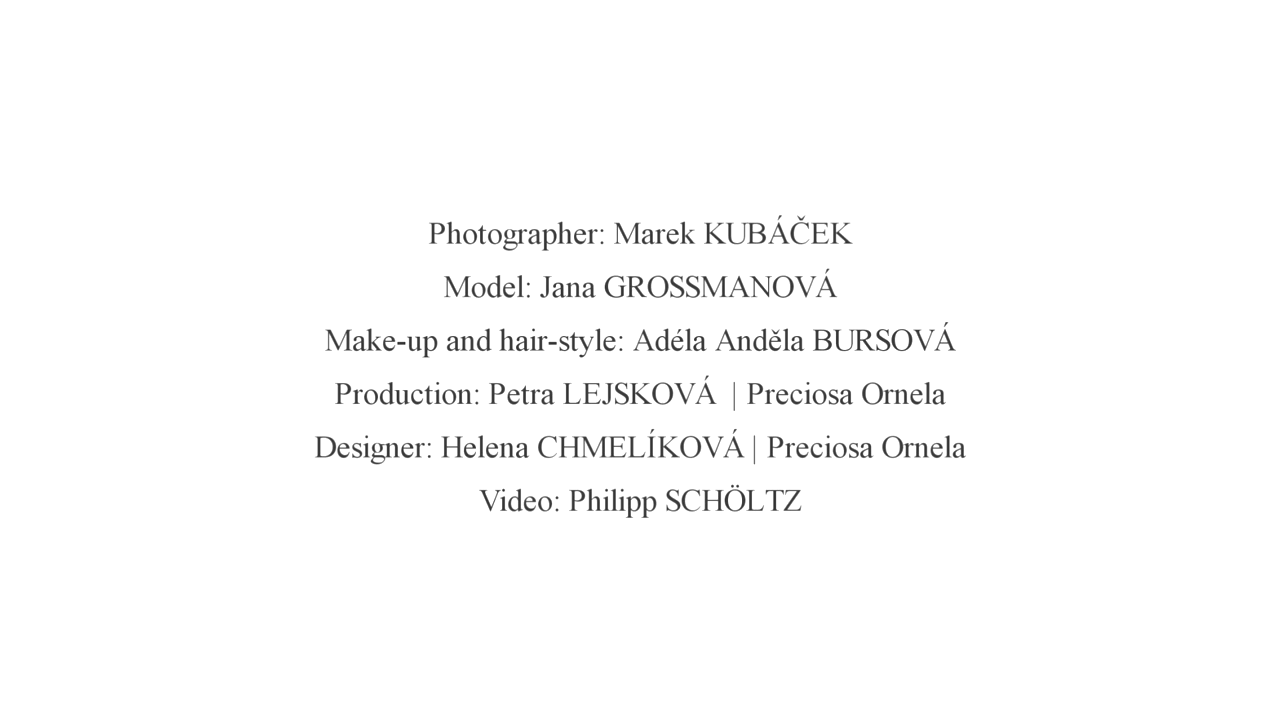 Photographer: Marek KUBÁČEK
Model: Jana GROSSMANOVÁ
Make-up and hair-style: Adéla Anděla BURSOVÁ
Production: Petra LEJSKOVÁ | Preciosa Ornela
Designer: Helena CHMELÍKOVÁ | Preciosa Ornela
Video: Philipp SCHÖLTZ